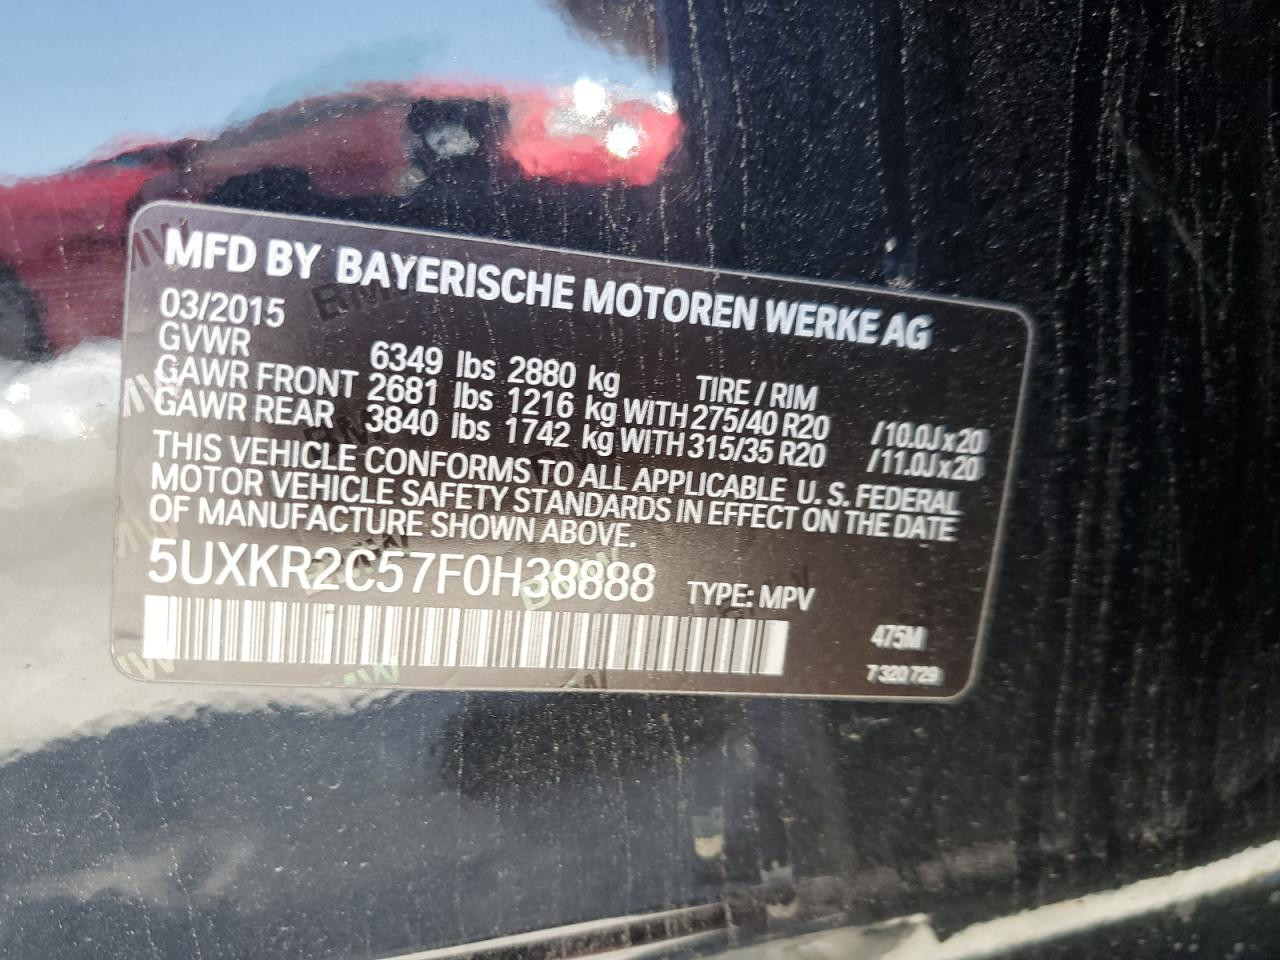 MFD BY BAYERISCHE MOTOREN WERKE AG
03/2015
GVWR 6349 lbs 2880 kg TIRE / RIM
GAWR FRONT 2681 lbs 1216 kg WITH 275/40 R20 /10.0J x 20
GAWR REAR 3840 lbs 1742 kg WITH 315/35 R20 /11.0J x 20
THIS VEHICLE CONFORMS TO ALL APPLICABLE U. S. FEDERAL
MOTOR VEHICLE SAFETY STANDARDS IN EFFECT ON THE DATE
OF MANUFACTURE SHOWN ABOVE.
5UXKR2C57F0H38888 TYPE: MPV
475M
7 320 729